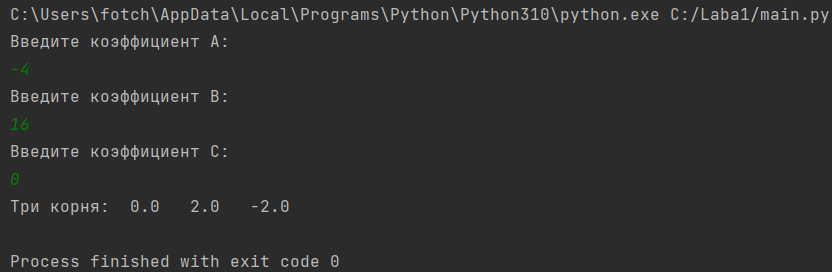 C:\Users\fotch\AppData\Local\Programs\Python\Python310\python.exe C:/Laba1/main.py
Введите коэффициент A:
-4
Введите коэффициент B:
16
Введите коэффициент C:
0
Три корня:  0.0   2.0   -2.0
Process finished with exit code 0